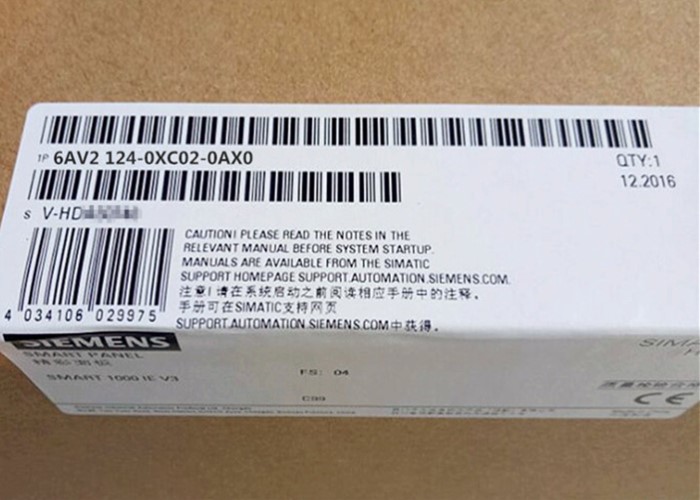 1P 6AV2 124-0XC02-0AX0
QTY:1
12.2016
S V-HD
CAUTION! PLEASE READ THE NOTES IN THE
RELEVANT MANUAL BEFORE SYSTEM STARTUP.
MANUALS ARE AVAILABLE FROM THE SIMATIC
SUPPORT HOMEPAGE SUPPORT.AUTOMATION.SIEMENS.COM.
注意!请在系统启动之前阅读相应手册中的注释。
手册可在SIMATIC支持网页
SUPPORT.AUTOMATION.SIEMENS.COM中获得。
4 034106 029975
SIEMENS
SMART PANEL
精彩面板
SMART 1000 IE V3
FS: 04
SIMA
CE